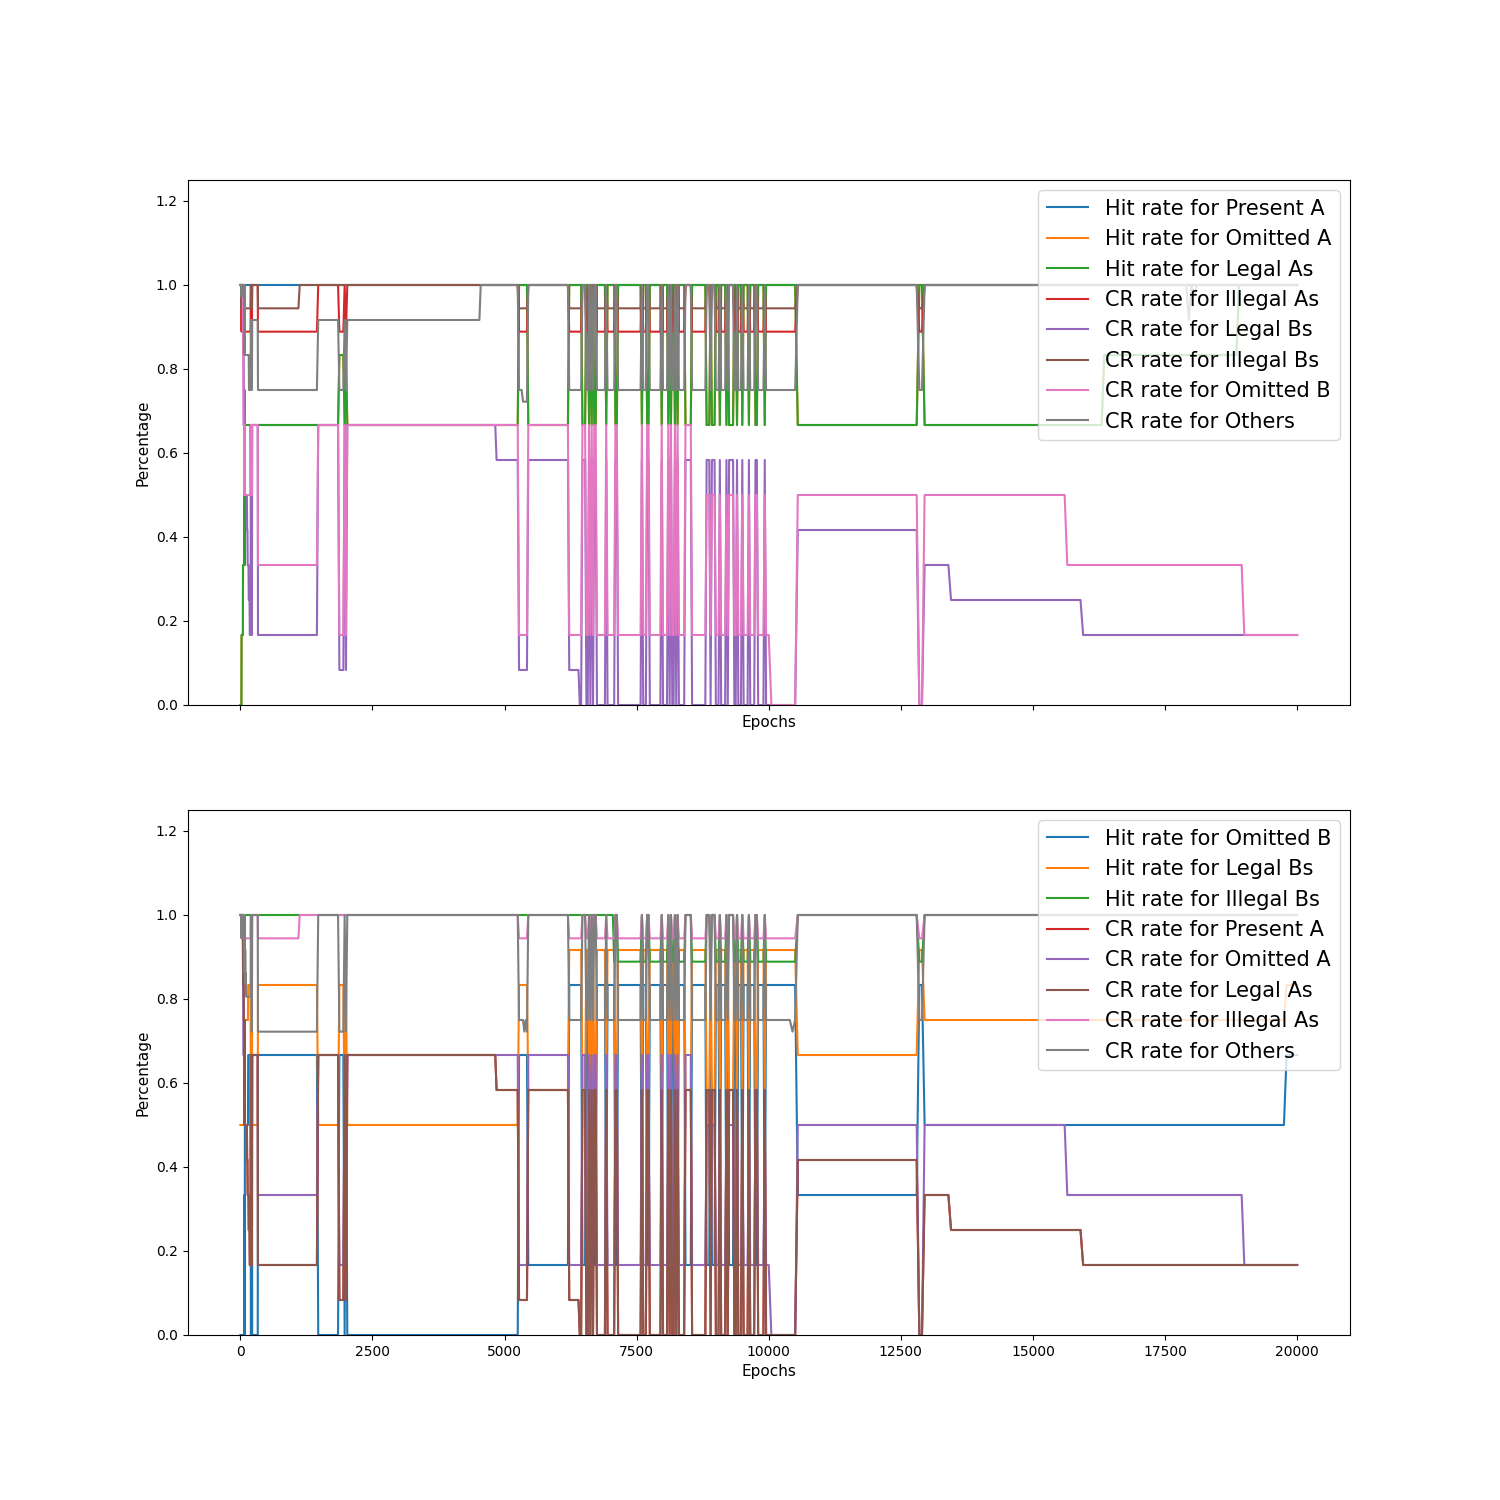 1.2
1.0
0.8
0.6
0.4
0.2
0.0
Percentage
Epochs
Hit rate for Present A
Hit rate for Omitted A
Hit rate for Legal As
CR rate for Illegal As
CR rate for Legal Bs
CR rate for Illegal Bs
CR rate for Omitted B
CR rate for Others
1.2
1.0
0.8
0.6
0.4
0.2
0.0
Percentage
0 2500 5000 7500 10000 12500 15000 17500 20000
Epochs
Hit rate for Omitted B
Hit rate for Legal Bs
Hit rate for Illegal Bs
CR rate for Present A
CR rate for Omitted A
CR rate for Legal As
CR rate for Illegal As
CR rate for Others